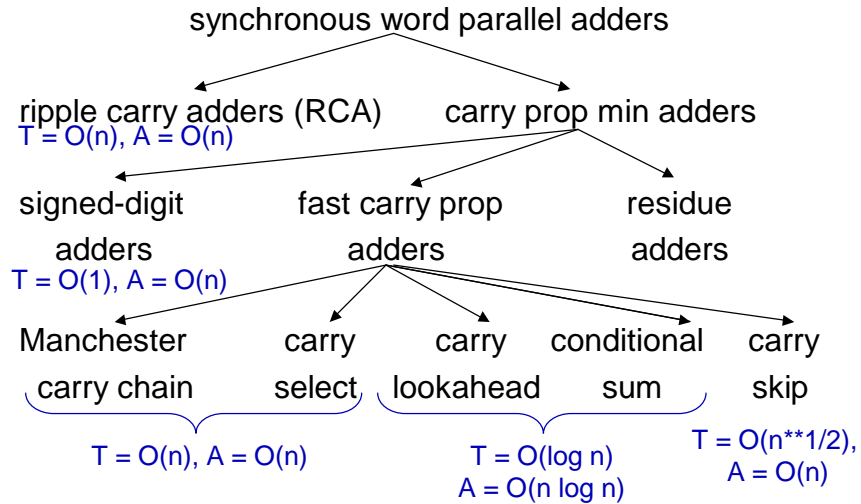 synchronous word parallel adders
ripple carry adders (RCA)
carry prop min adders
T = O(n), A = O(n)
signed-digit
adders
fast carry prop
adders
residue
adders
T = O(1), A = O(n)
Manchester
carry chain
carry
select
carry
lookahead
conditional
sum
carry
skip
T = O(n), A = O(n)
T = O(log n)
A = O(n log n)
T = O(n**1/2),
A = O(n)